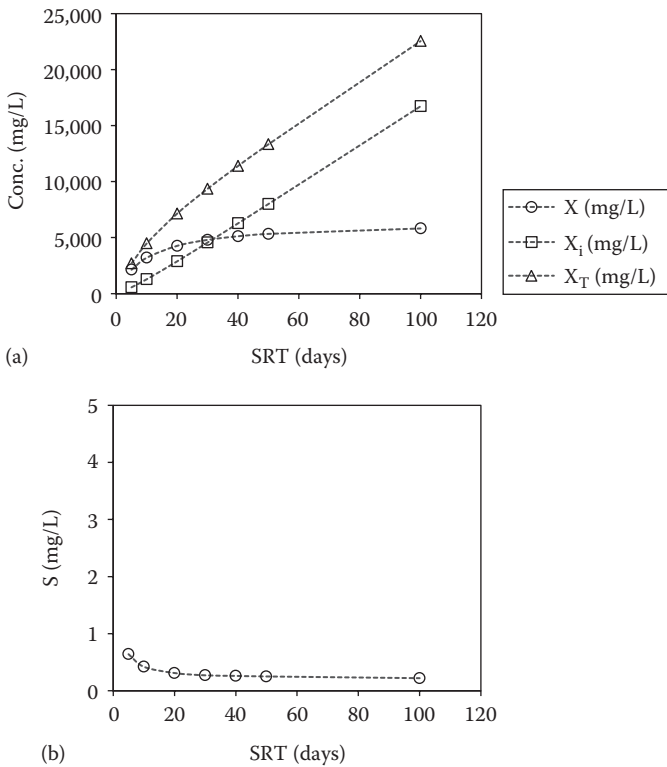 25,000
20,000
15,000
10,000
5,000
0
Conc. (mg/L)
0 20 40 60 80 100 120
SRT (days)
(a)
X (mg/L)
Xi (mg/L)
XT (mg/L)
5
4
3
2
1
0
S (mg/L)
0 20 40 60 80 100 120
SRT (days)
(b)